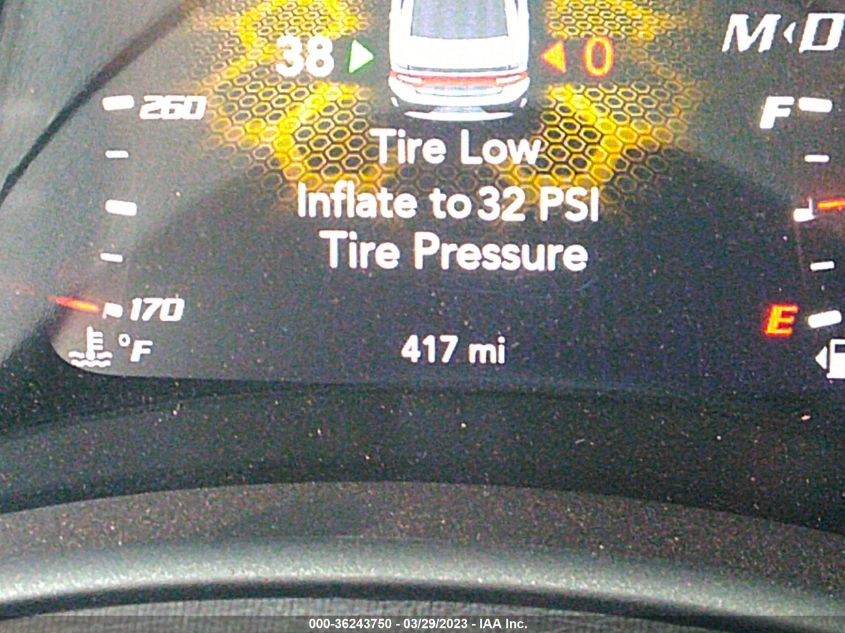 M‹D
38 0
260 F
Tire Low
Inflate to 32 PSI
Tire Pressure
170 E
°F
417 mi
000-36243750 - 03/29/2023 - IAA Inc.